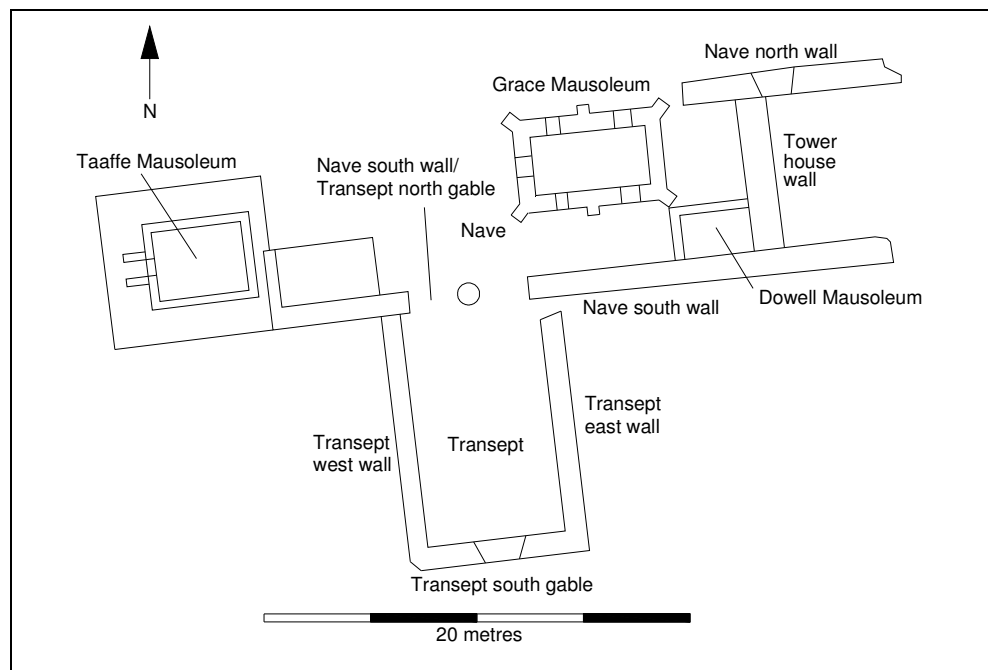 Nave north wall
Grace Mausoleum
N
Tower
house
wall
Taaffe Mausoleum
Nave south wall/
Transept north gable
Nave
Dowell Mausoleum
Nave south wall
Transept
east wall
Transept
west wall
Transept
Transept south gable
20 metres